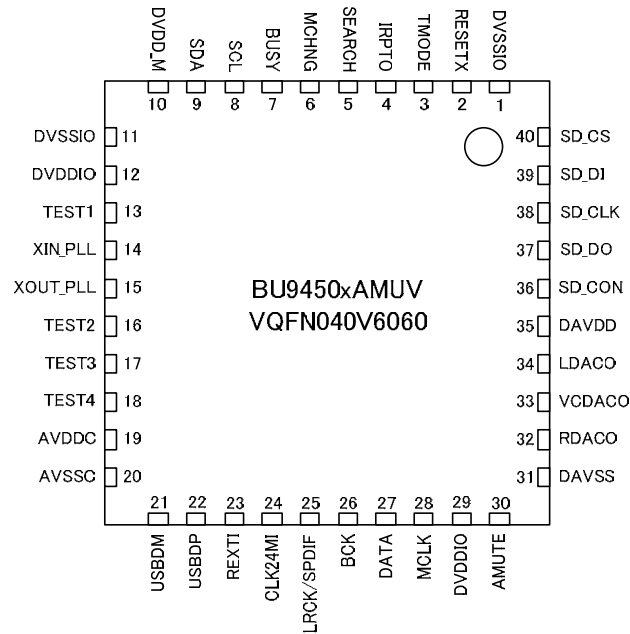 DVDD_M
SDA
SCL
BUSY
MCHNG
SEARCH
IRPTO
TMODE
RESETX
DVSSIO
10 9 8 7 6 5 4 3 2 1
DVSSIO 11
DVDDIO 12
TEST1 13
XIN_PLL 14
XOUT_PLL 15
TEST2 16
TEST3 17
TEST4 18
AVDDC 19
AVSSC 20
BU9450xAMUV
VQFN040V6060
40 SD_CS
39 SD_DI
38 SD_CLK
37 SD_DO
36 SD_CON
35 DAVDD
34 LDACO
33 VCDACO
32 RDACO
31 DAVSS
21 22 23 24 25 26 27 28 29 30
USBDM
USBDP
REXTI
CLK24MI
LRCK/SPDIF
BCK
DATA
MCLK
DVDDIO
AMUTE